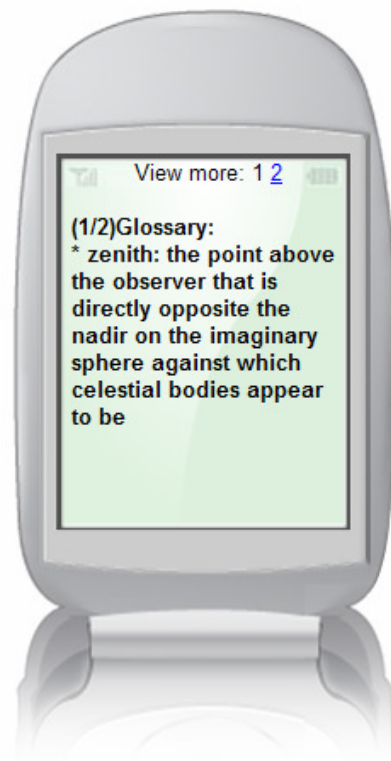 View more: 1 2
(1/2)Glossary:
* zenith: the point above
the observer that is
directly opposite the
nadir on the imaginary
sphere against which
celestial bodies appear
to be